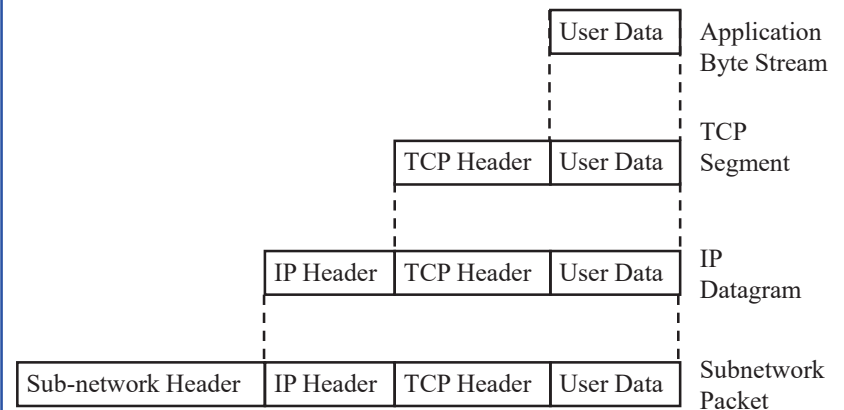 User Data
Application
Byte Stream
TCP Header
User Data
TCP
Segment
IP Header
TCP Header
User Data
IP
Datagram
Sub-network Header
IP Header
TCP Header
User Data
Subnetwork
Packet